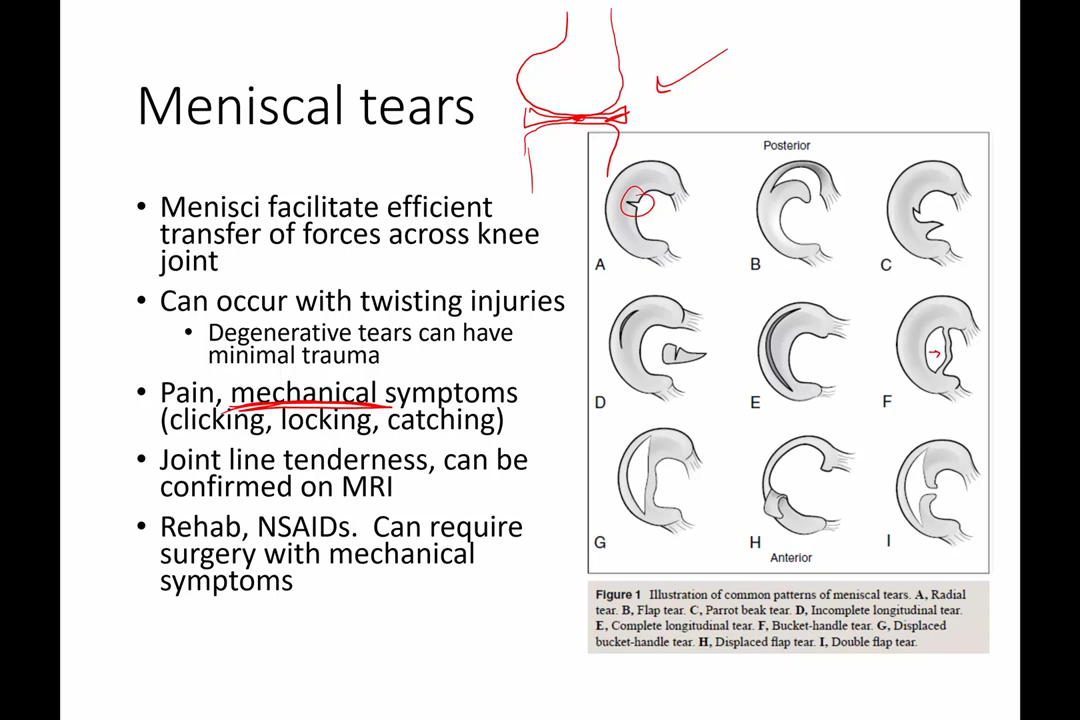 Meniscal tears
• Menisci facilitate efficient
transfer of forces across knee
joint
• Can occur with twisting injuries
• Degenerative tears can have
minimal trauma
• Pain, mechanical symptoms
(clicking, locking, catching)
• Joint line tenderness, can be
confirmed on MRI
• Rehab, NSAIDs.  Can require
surgery with mechanical
symptoms
Posterior
A
B
C
D
E
F
G
H
I
Anterior
Figure 1 Illustration of common patterns of meniscal tears. A, Radial
tear. B, Flap tear. C, Parrot beak tear. D, Incomplete longitudinal tear.
E, Complete longitudinal tear. F, Bucket-handle tear. G, Displaced
bucket-handle tear. H, Displaced flap tear. I, Double flap tear.